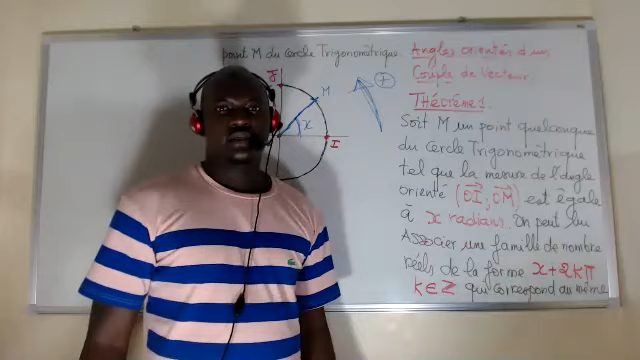 point M du cercle Trigonométrique.
Angles orientés d'un
Couple de Vecteur.
J
M
+
x
I
Théorème 1
Soit M un point quelconque
du cercle Trigonométrique
tel que la mesure de l'angle
orienté (OI, OM) est égale
à x radians. On peut lui
Associer une famille de nombre
réels de la forme x+2kπ
k∈Z qui correspond au même